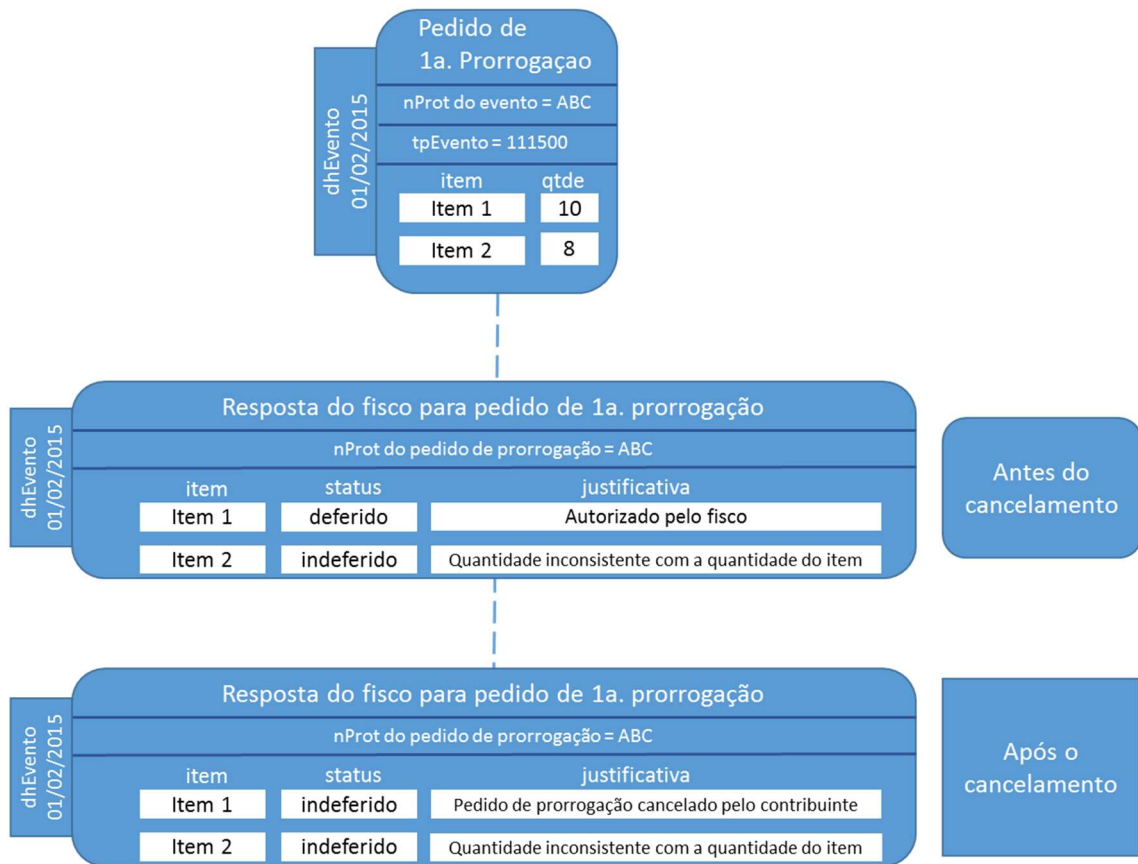 Pedido de
1a. Prorrogaçao
dhEvento
01/02/2015
nProt do evento = ABC
tpEvento = 111500
item qtde
Item 1 10
Item 2 8
Resposta do fisco para pedido de 1a. prorrogação
dhEvento
01/02/2015
nProt do pedido de prorrogação = ABC
item status justificativa
Item 1 deferido Autorizado pelo fisco
Item 2 indeferido Quantidade inconsistente com a quantidade do item
Antes do
cancelamento
Resposta do fisco para pedido de 1a. prorrogação
dhEvento
01/02/2015
nProt do pedido de prorrogação = ABC
item status justificativa
Item 1 indeferido Pedido de prorrogação cancelado pelo contribuinte
Item 2 indeferido Quantidade inconsistente com a quantidade do item
Após o
cancelamento